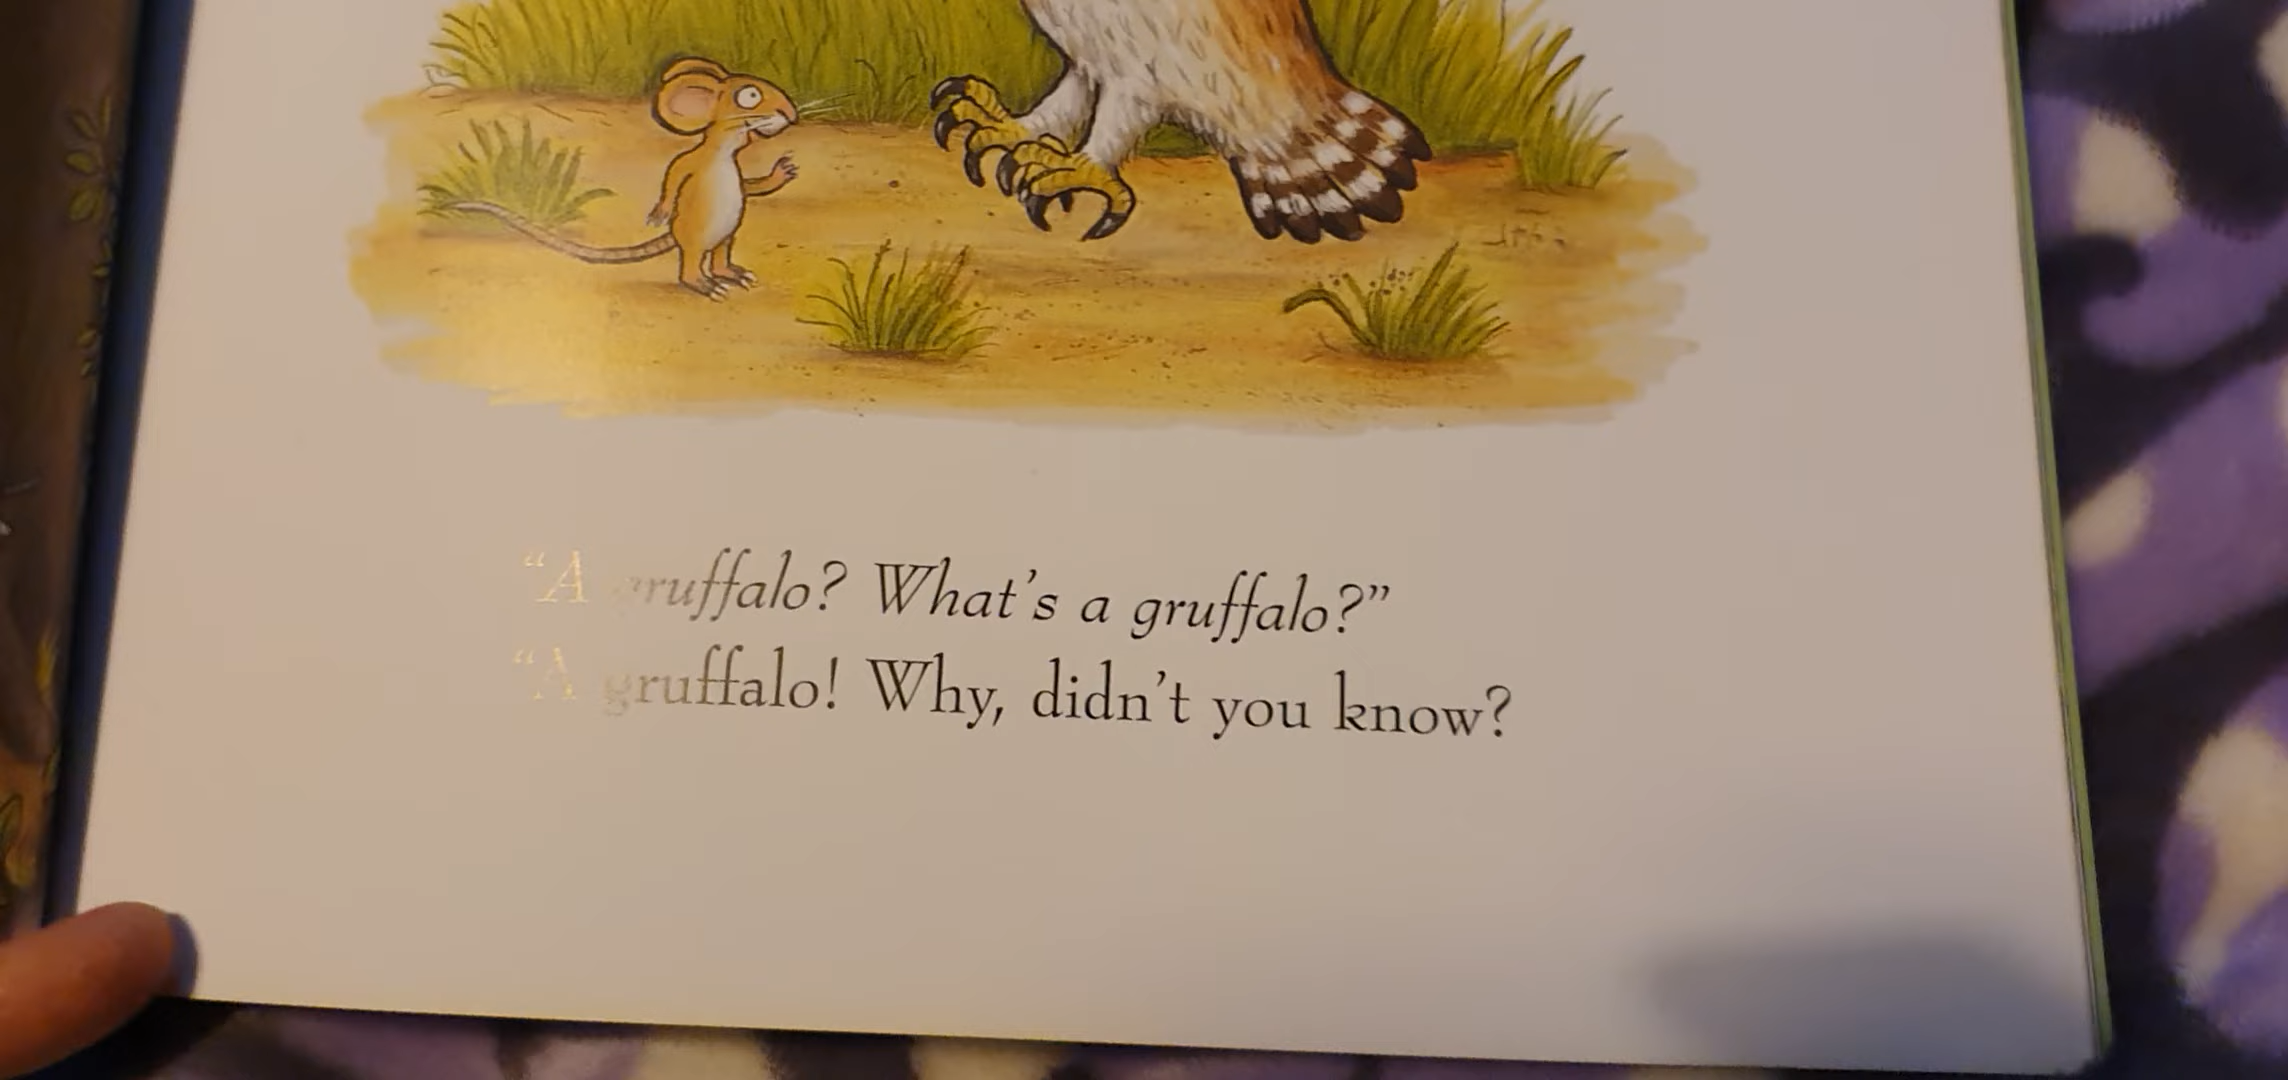 “A gruffalo? What’s a gruffalo?”
“A gruffalo! Why, didn’t you know?